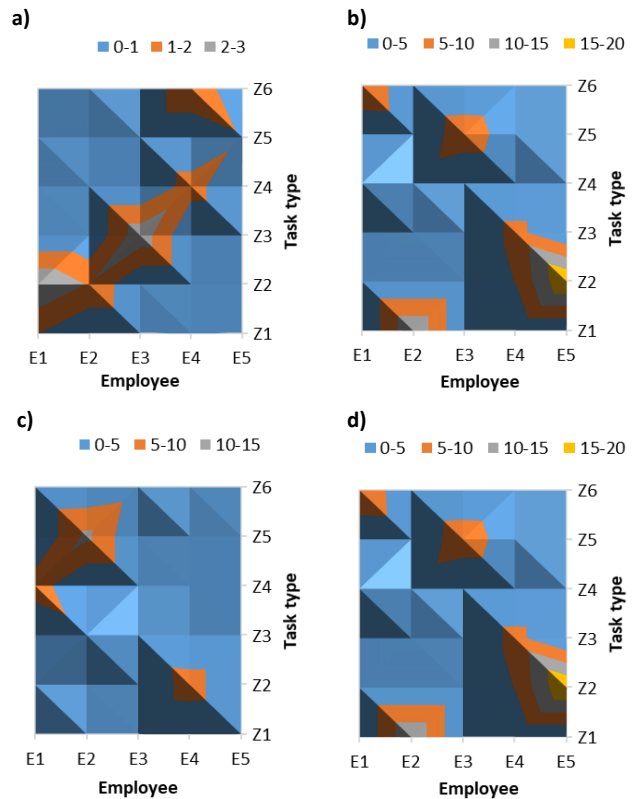 a)
0-1 1-2 2-3
Z6
Z5
Z4
Z3
Z2
Z1
Task type
E1 E2 E3 E4 E5
Employee
b)
0-5 5-10 10-15 15-20
Z6
Z5
Z4
Z3
Z2
Z1
Task type
E1 E2 E3 E4 E5
Employee
c)
0-5 5-10 10-15
Z6
Z5
Z4
Z3
Z2
Z1
Task type
E1 E2 E3 E4 E5
Employee
d)
0-5 5-10 10-15 15-20
Z6
Z5
Z4
Z3
Z2
Z1
Task type
E1 E2 E3 E4 E5
Employee